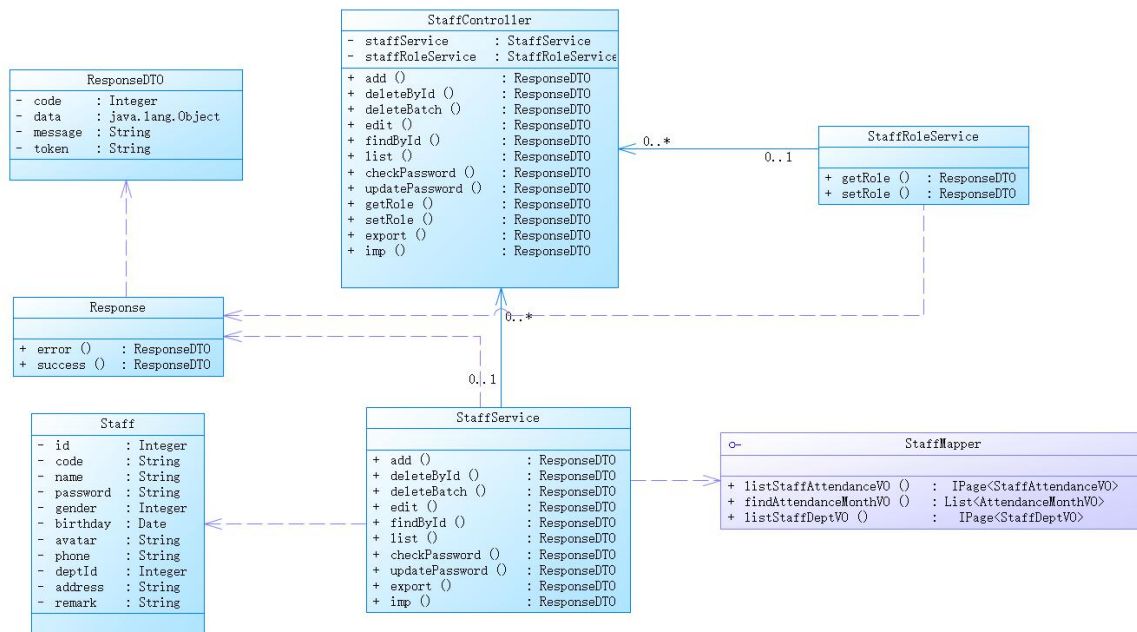 StaffController
- staffService : StaffService
- staffRoleService : StaffRoleService
+ add () : ResponseDTO
+ deleteById () : ResponseDTO
+ deleteBatch () : ResponseDTO
+ edit () : ResponseDTO
+ findById () : ResponseDTO
+ list () : ResponseDTO
+ checkPassword () : ResponseDTO
+ updatePassword () : ResponseDTO
+ getRole () : ResponseDTO
+ setRole () : ResponseDTO
+ export () : ResponseDTO
+ imp () : ResponseDTO
ResponseDTO
- code : Integer
- data : java.lang.Object
- message : String
- token : String
StaffRoleService
+ getRole () : ResponseDTO
+ setRole () : ResponseDTO
0..*
0..1
Response
+ error () : ResponseDTO
+ success () : ResponseDTO
0..*
0..1
Staff
- id : Integer
- code : String
- name : String
- password : String
- gender : Integer
- birthday : Date
- avatar : String
- phone : String
- deptId : Integer
- address : String
- remark : String
StaffService
+ add () : ResponseDTO
+ deleteById () : ResponseDTO
+ deleteBatch () : ResponseDTO
+ edit () : ResponseDTO
+ findById () : ResponseDTO
+ list () : ResponseDTO
+ checkPassword () : ResponseDTO
+ updatePassword () : ResponseDTO
+ export () : ResponseDTO
+ imp () : ResponseDTO
StaffMapper
+ listStaffAttendanceVO () : IPage<StaffAttendanceVO>
+ findAttendanceMonthVO () : List<AttendanceMonthVO>
+ listStaffDeptVO () : IPage<StaffDeptVO>